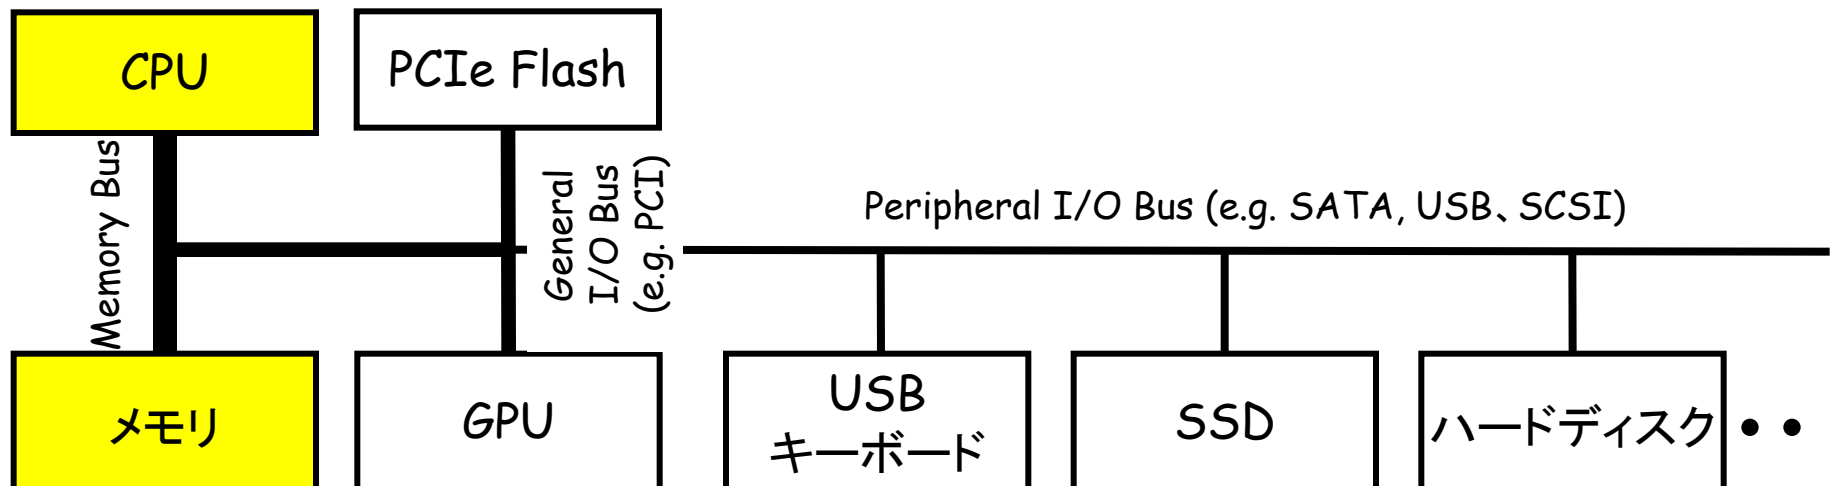 CPU
PCIe Flash
Memory Bus
General
I/O Bus
(e.g. PCI)
Peripheral I/O Bus (e.g. SATA, USB、SCSI)
メモリ
GPU
USB
キーボード
SSD
ハードディスク
・・